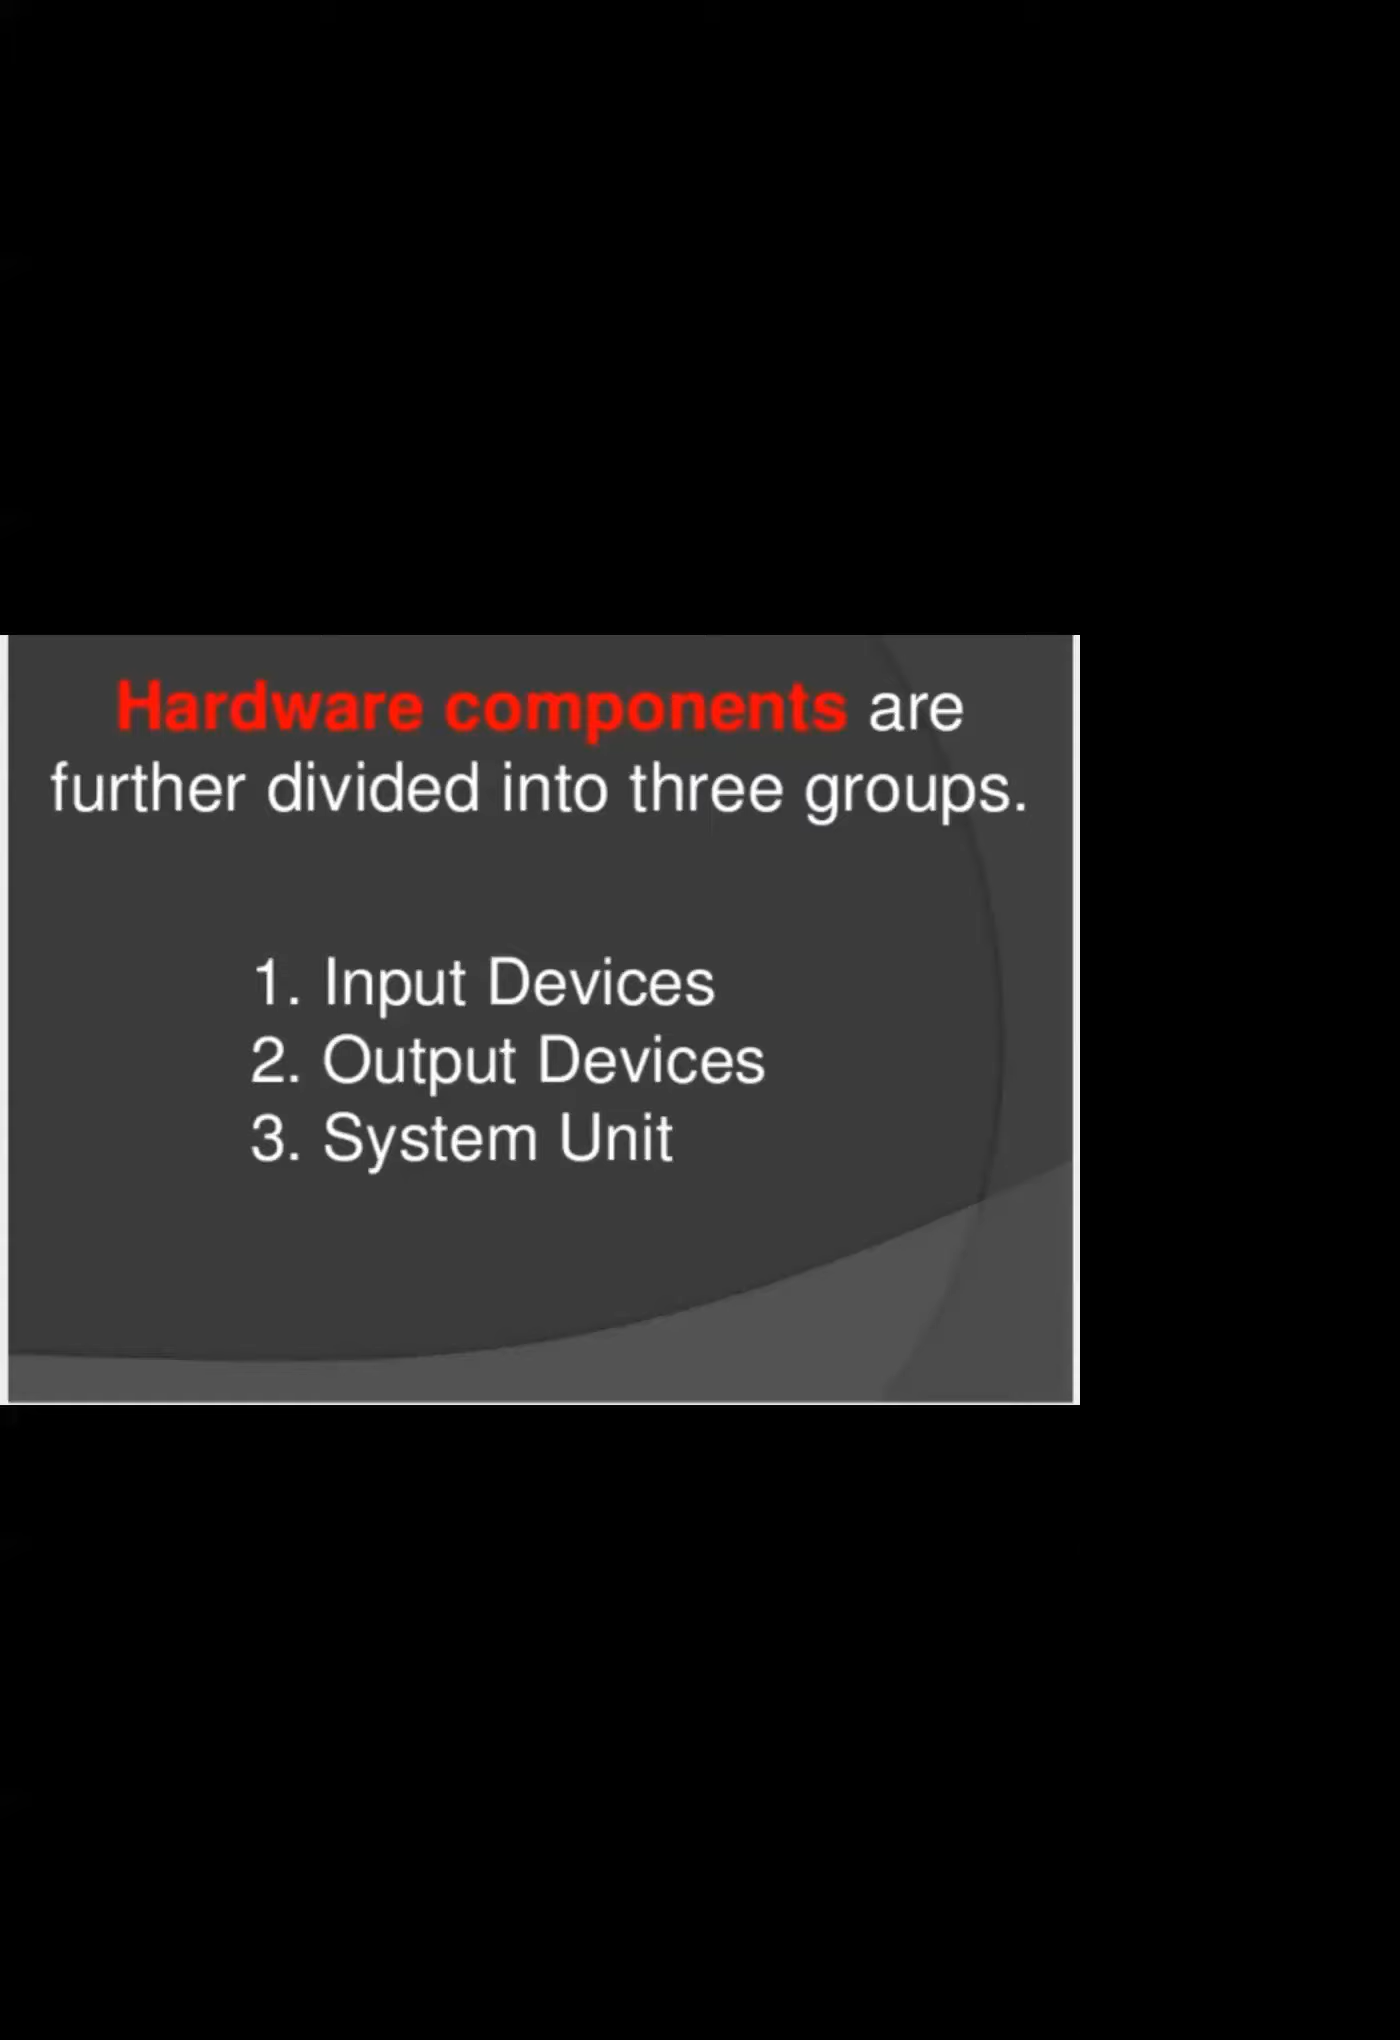 Hardware components are
further divided into three groups.
1. Input Devices
2. Output Devices
3. System Unit